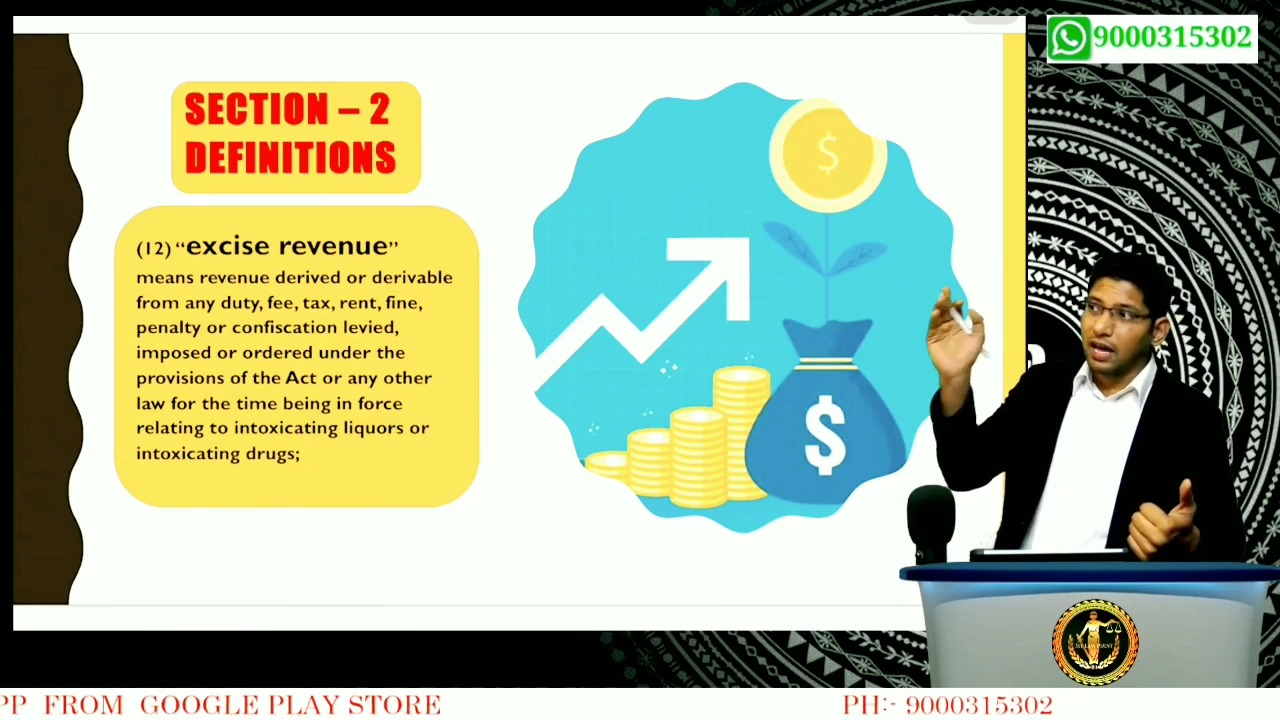 9000315302
SECTION – 2
DEFINITIONS
(12) “excise revenue”
means revenue derived or derivable
from any duty, fee, tax, rent, fine,
penalty or confiscation levied,
imposed or ordered under the
provisions of the Act or any other
law for the time being in force
relating to intoxicating liquors or
intoxicating drugs;
$
$
PP FROM GOOGLE PLAY STORE
PH:- 9000315302